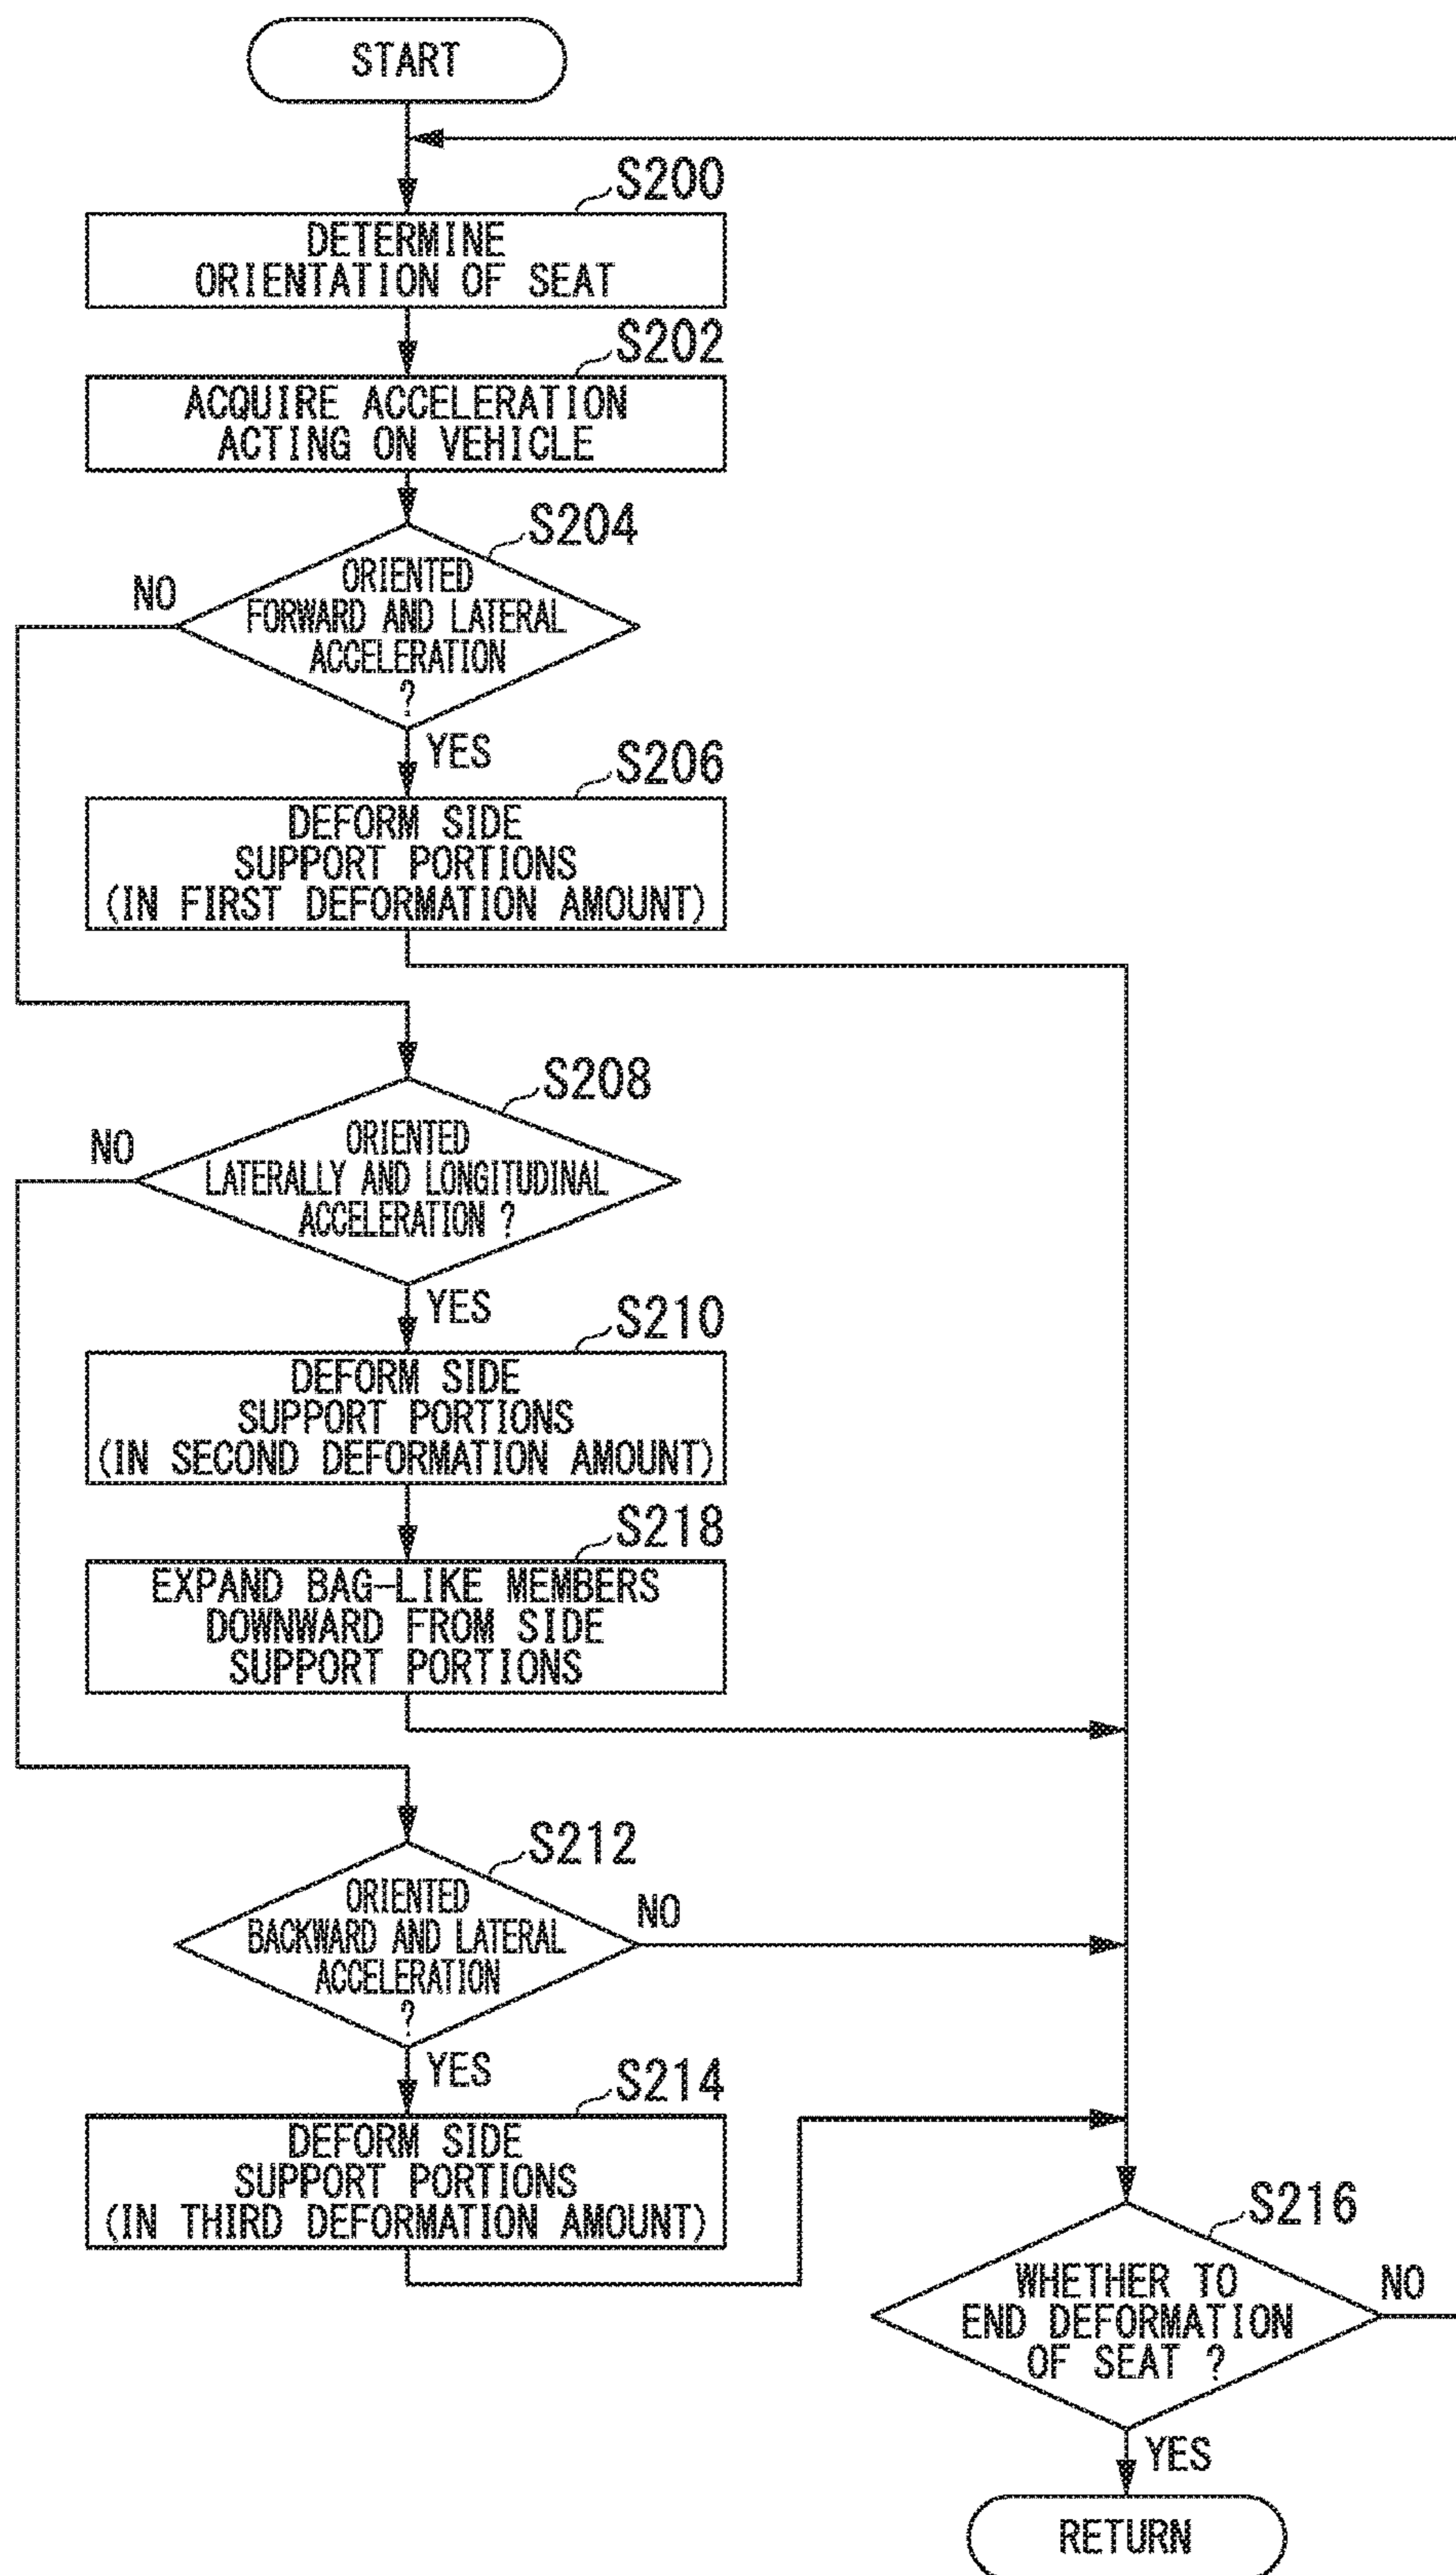 START
S200
DETERMINE
ORIENTATION OF SEAT
S202
ACQUIRE ACCELERATION
ACTING ON VEHICLE
S204
NO
ORIENTED
FORWARD AND LATERAL
ACCELERATION
?
YES
S206
DEFORM SIDE
SUPPORT PORTIONS
(IN FIRST DEFORMATION AMOUNT)
S208
NO
ORIENTED
LATERALLY AND LONGITUDINAL
ACCELERATION ?
YES
S210
DEFORM SIDE
SUPPORT PORTIONS
(IN SECOND DEFORMATION AMOUNT)
S218
EXPAND BAG-LIKE MEMBERS
DOWNWARD FROM SIDE
SUPPORT PORTIONS
S212
ORIENTED
BACKWARD AND LATERAL
ACCELERATION
?
NO
YES
S214
DEFORM SIDE
SUPPORT PORTIONS
(IN THIRD DEFORMATION AMOUNT)
S216
WHETHER TO
END DEFORMATION
OF SEAT ?
NO
YES
RETURN